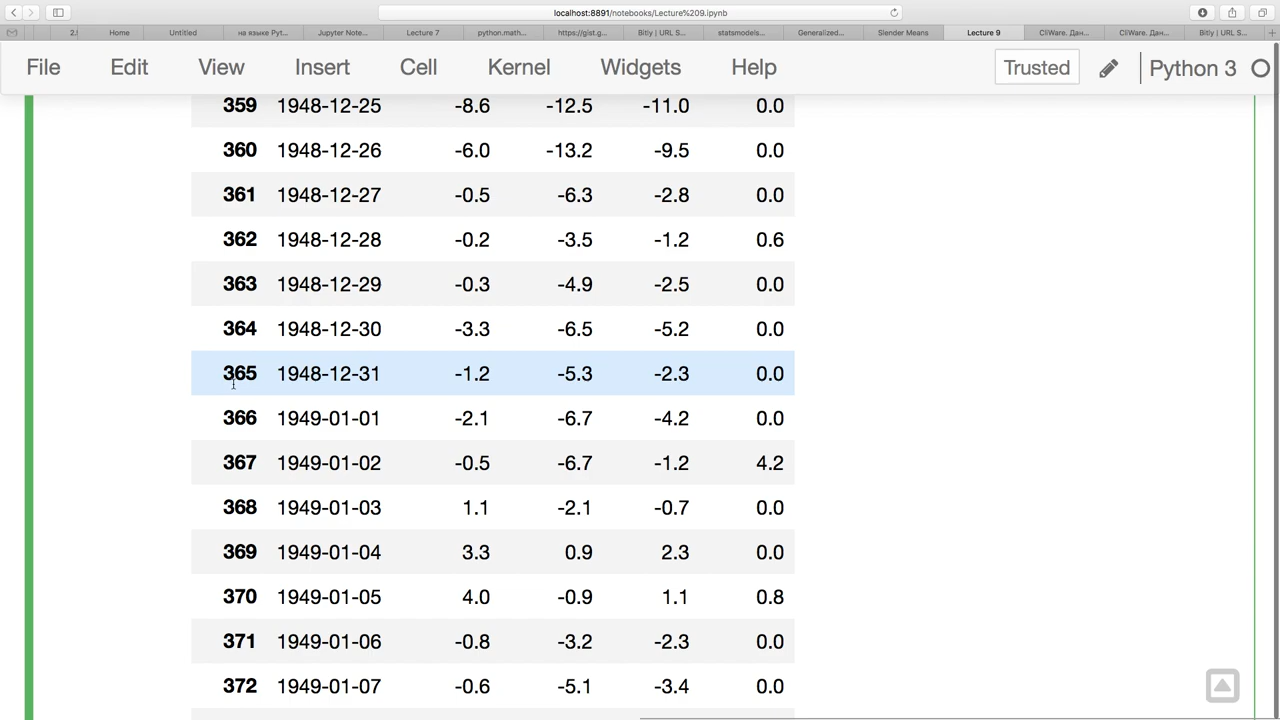 localhost:8891/notebooks/Lecture%209.ipynb
2.l Home Untitled на языке Pyt... Jupyter Note... Lecture 7 python.math... https://gist.g... Bitly | URL S... statsmodels... Generalized... Slender Means Lecture 9 CliWare. Дан... CliWare. Дан... Bitly | URL S...
File Edit View Insert Cell Kernel Widgets Help Trusted Python 3
359 1948-12-25 -8.6 -12.5 -11.0 0.0
360 1948-12-26 -6.0 -13.2 -9.5 0.0
361 1948-12-27 -0.5 -6.3 -2.8 0.0
362 1948-12-28 -0.2 -3.5 -1.2 0.6
363 1948-12-29 -0.3 -4.9 -2.5 0.0
364 1948-12-30 -3.3 -6.5 -5.2 0.0
365 1948-12-31 -1.2 -5.3 -2.3 0.0
366 1949-01-01 -2.1 -6.7 -4.2 0.0
367 1949-01-02 -0.5 -6.7 -1.2 4.2
368 1949-01-03 1.1 -2.1 -0.7 0.0
369 1949-01-04 3.3 0.9 2.3 0.0
370 1949-01-05 4.0 -0.9 1.1 0.8
371 1949-01-06 -0.8 -3.2 -2.3 0.0
372 1949-01-07 -0.6 -5.1 -3.4 0.0